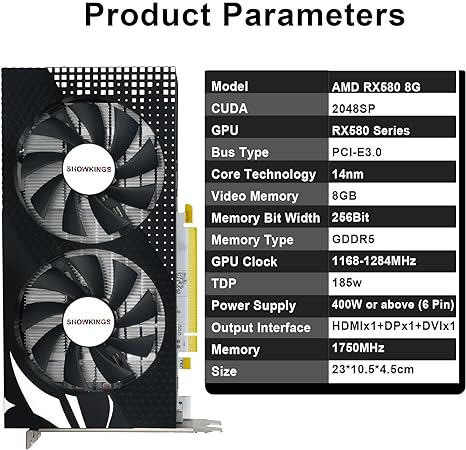 Product Parameters
Model AMD RX580 8G
CUDA 2048SP
GPU RX580 Series
Bus Type PCI-E3.0
Core Technology 14nm
Video Memory 8GB
Memory Bit Width 256Bit
Memory Type GDDR5
GPU Clock 1168-1284MHz
TDP 185w
Power Supply 400W or above (6 Pin)
Output Interface HDMIx1+DPx1+DVIx1
Memory 1750MHz
Size 23*10.5*4.5cm
SHOWKINGS
SHOWKINGS